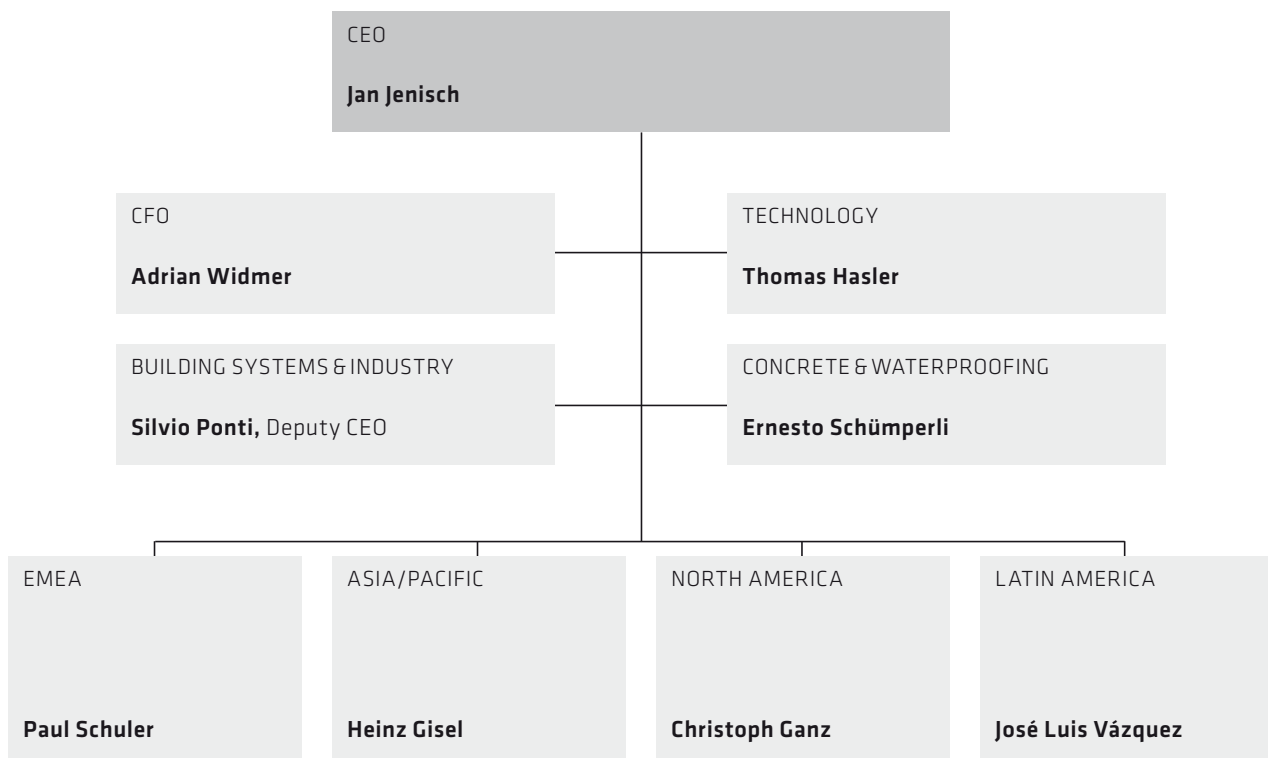 CEO
Jan Jenisch
CFO
Adrian Widmer
TECHNOLOGY
Thomas Hasler
BUILDING SYSTEMS & INDUSTRY
Silvio Ponti, Deputy CEO
CONCRETE & WATERPROOFING
Ernesto Schümperli
EMEA
Paul Schuler
ASIA/PACIFIC
Heinz Gisel
NORTH AMERICA
Christoph Ganz
LATIN AMERICA
José Luis Vázquez